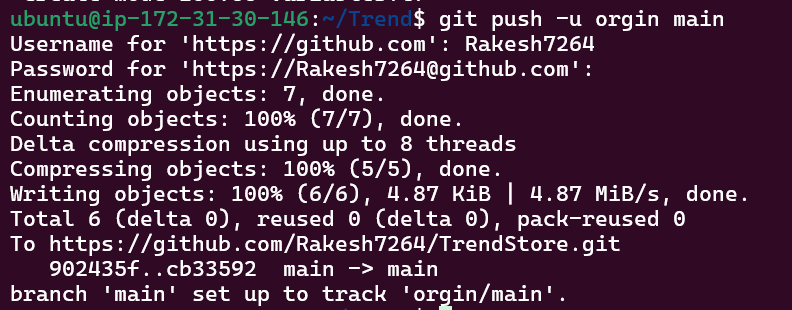 ubuntu@ip-172-31-30-146:~/Trend$ git push -u orgin main
Username for 'https://github.com': Rakesh7264
Password for 'https://Rakesh7264@github.com':
Enumerating objects: 7, done.
Counting objects: 100% (7/7), done.
Delta compression using up to 8 threads
Compressing objects: 100% (5/5), done.
Writing objects: 100% (6/6), 4.87 KiB | 4.87 MiB/s, done.
Total 6 (delta 0), reused 0 (delta 0), pack-reused 0
To https://github.com/Rakesh7264/TrendStore.git
   902435f..cb33592  main -> main
branch 'main' set up to track 'orgin/main'.